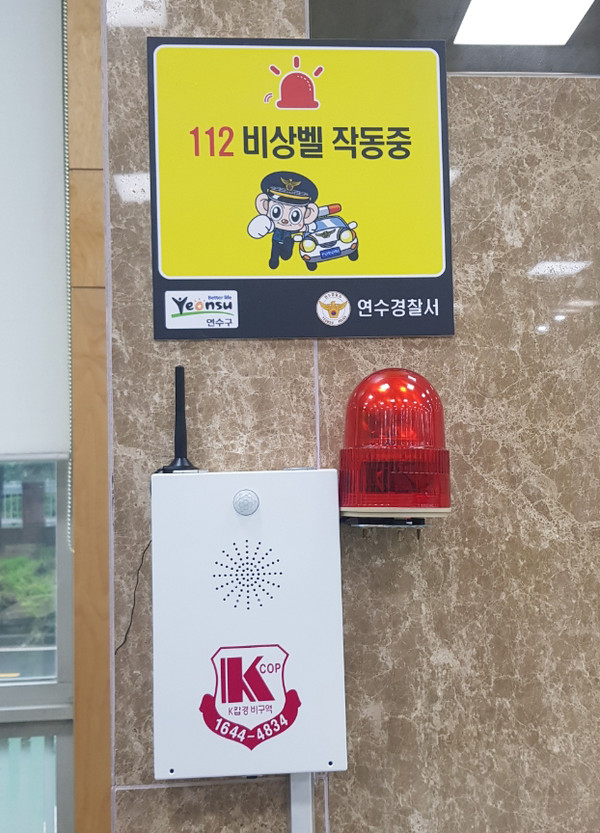 112 비상벨 작동중
better life
Yeonsu
연수구
연수경찰서
K COP
K캅경비구역
1644-4834